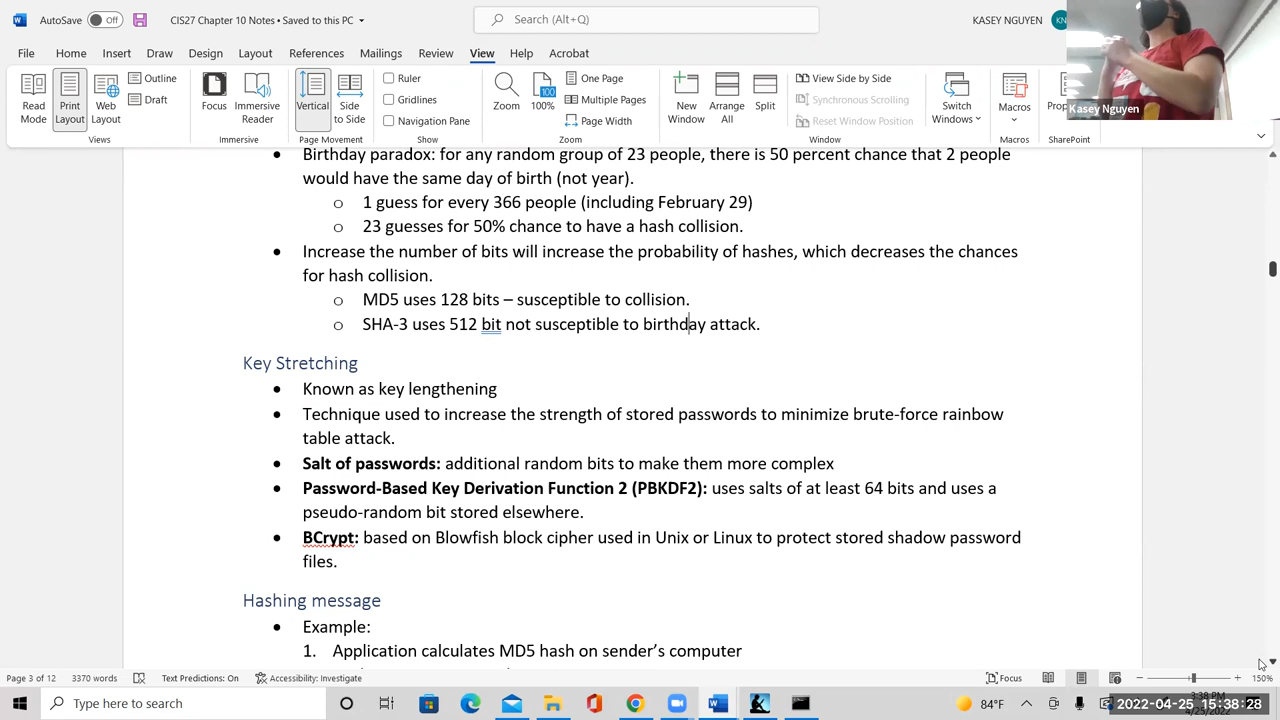 AutoSave Off CIS27 Chapter 10 Notes • Saved to this PC Search (Alt+Q) KASEY NGUYEN KN
File Home Insert Draw Design Layout References Mailings Review View Help Acrobat
Read Mode Print Layout Web Layout Outline Draft Focus Immersive Reader Vertical Side to Side Ruler Gridlines Navigation Pane Zoom 100 100% One Page Multiple Pages Page Width New Window Arrange All Split View Side by Side Synchronous Scrolling Reset Window Position Switch Windows Macros
Kasey Nguyen
Views Immersive Page Movement Show Zoom Window Macros SharePoint
• Birthday paradox: for any random group of 23 people, there is 50 percent chance that 2 people
would have the same day of birth (not year).
o 1 guess for every 366 people (including February 29)
o 23 guesses for 50% chance to have a hash collision.
• Increase the number of bits will increase the probability of hashes, which decreases the chances
for hash collision.
o MD5 uses 128 bits – susceptible to collision.
o SHA-3 uses 512 bit not susceptible to birthday attack.
Key Stretching
• Known as key lengthening
• Technique used to increase the strength of stored passwords to minimize brute-force rainbow
table attack.
• Salt of passwords: additional random bits to make them more complex
• Password-Based Key Derivation Function 2 (PBKDF2): uses salts of at least 64 bits and uses a
pseudo-random bit stored elsewhere.
• BCrypt: based on Blowfish block cipher used in Unix or Linux to protect stored shadow password
files.
Hashing message
• Example:
1. Application calculates MD5 hash on sender's computer
Page 3 of 12 3370 words Text Predictions: On Accessibility: Investigate Focus 150%
Type here to search 84°F 3:38 PM
2022-04-25 15:38:28